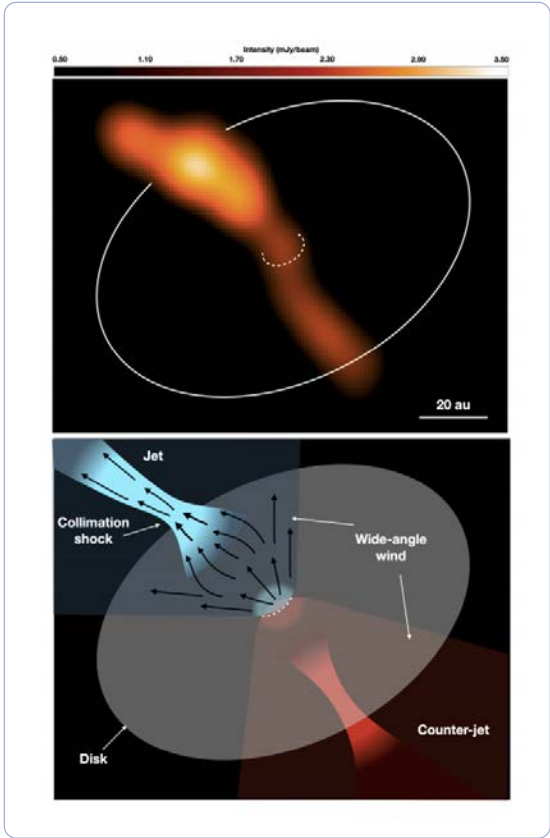 Intensity (mJy/beam)
0.50 1.10 1.70 2.30 2.90 3.50
20 au
Jet
Collimation
shock
Wide-angle
wind
Counter-jet
Disk